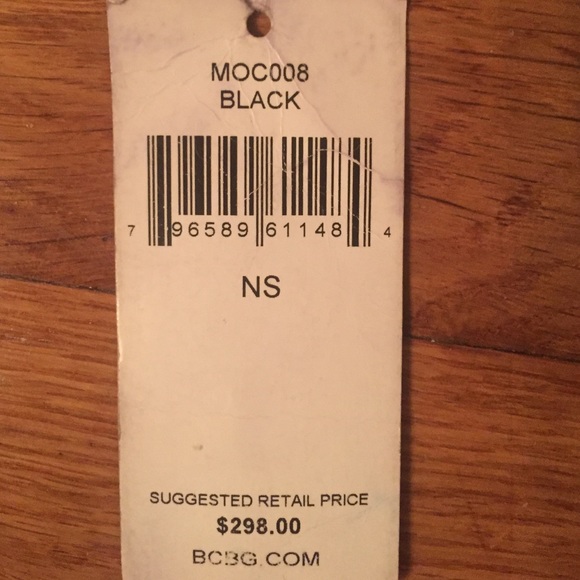 MOC008
BLACK
7 96589 61148 4
NS
SUGGESTED RETAIL PRICE
$298.00
BCBG.COM